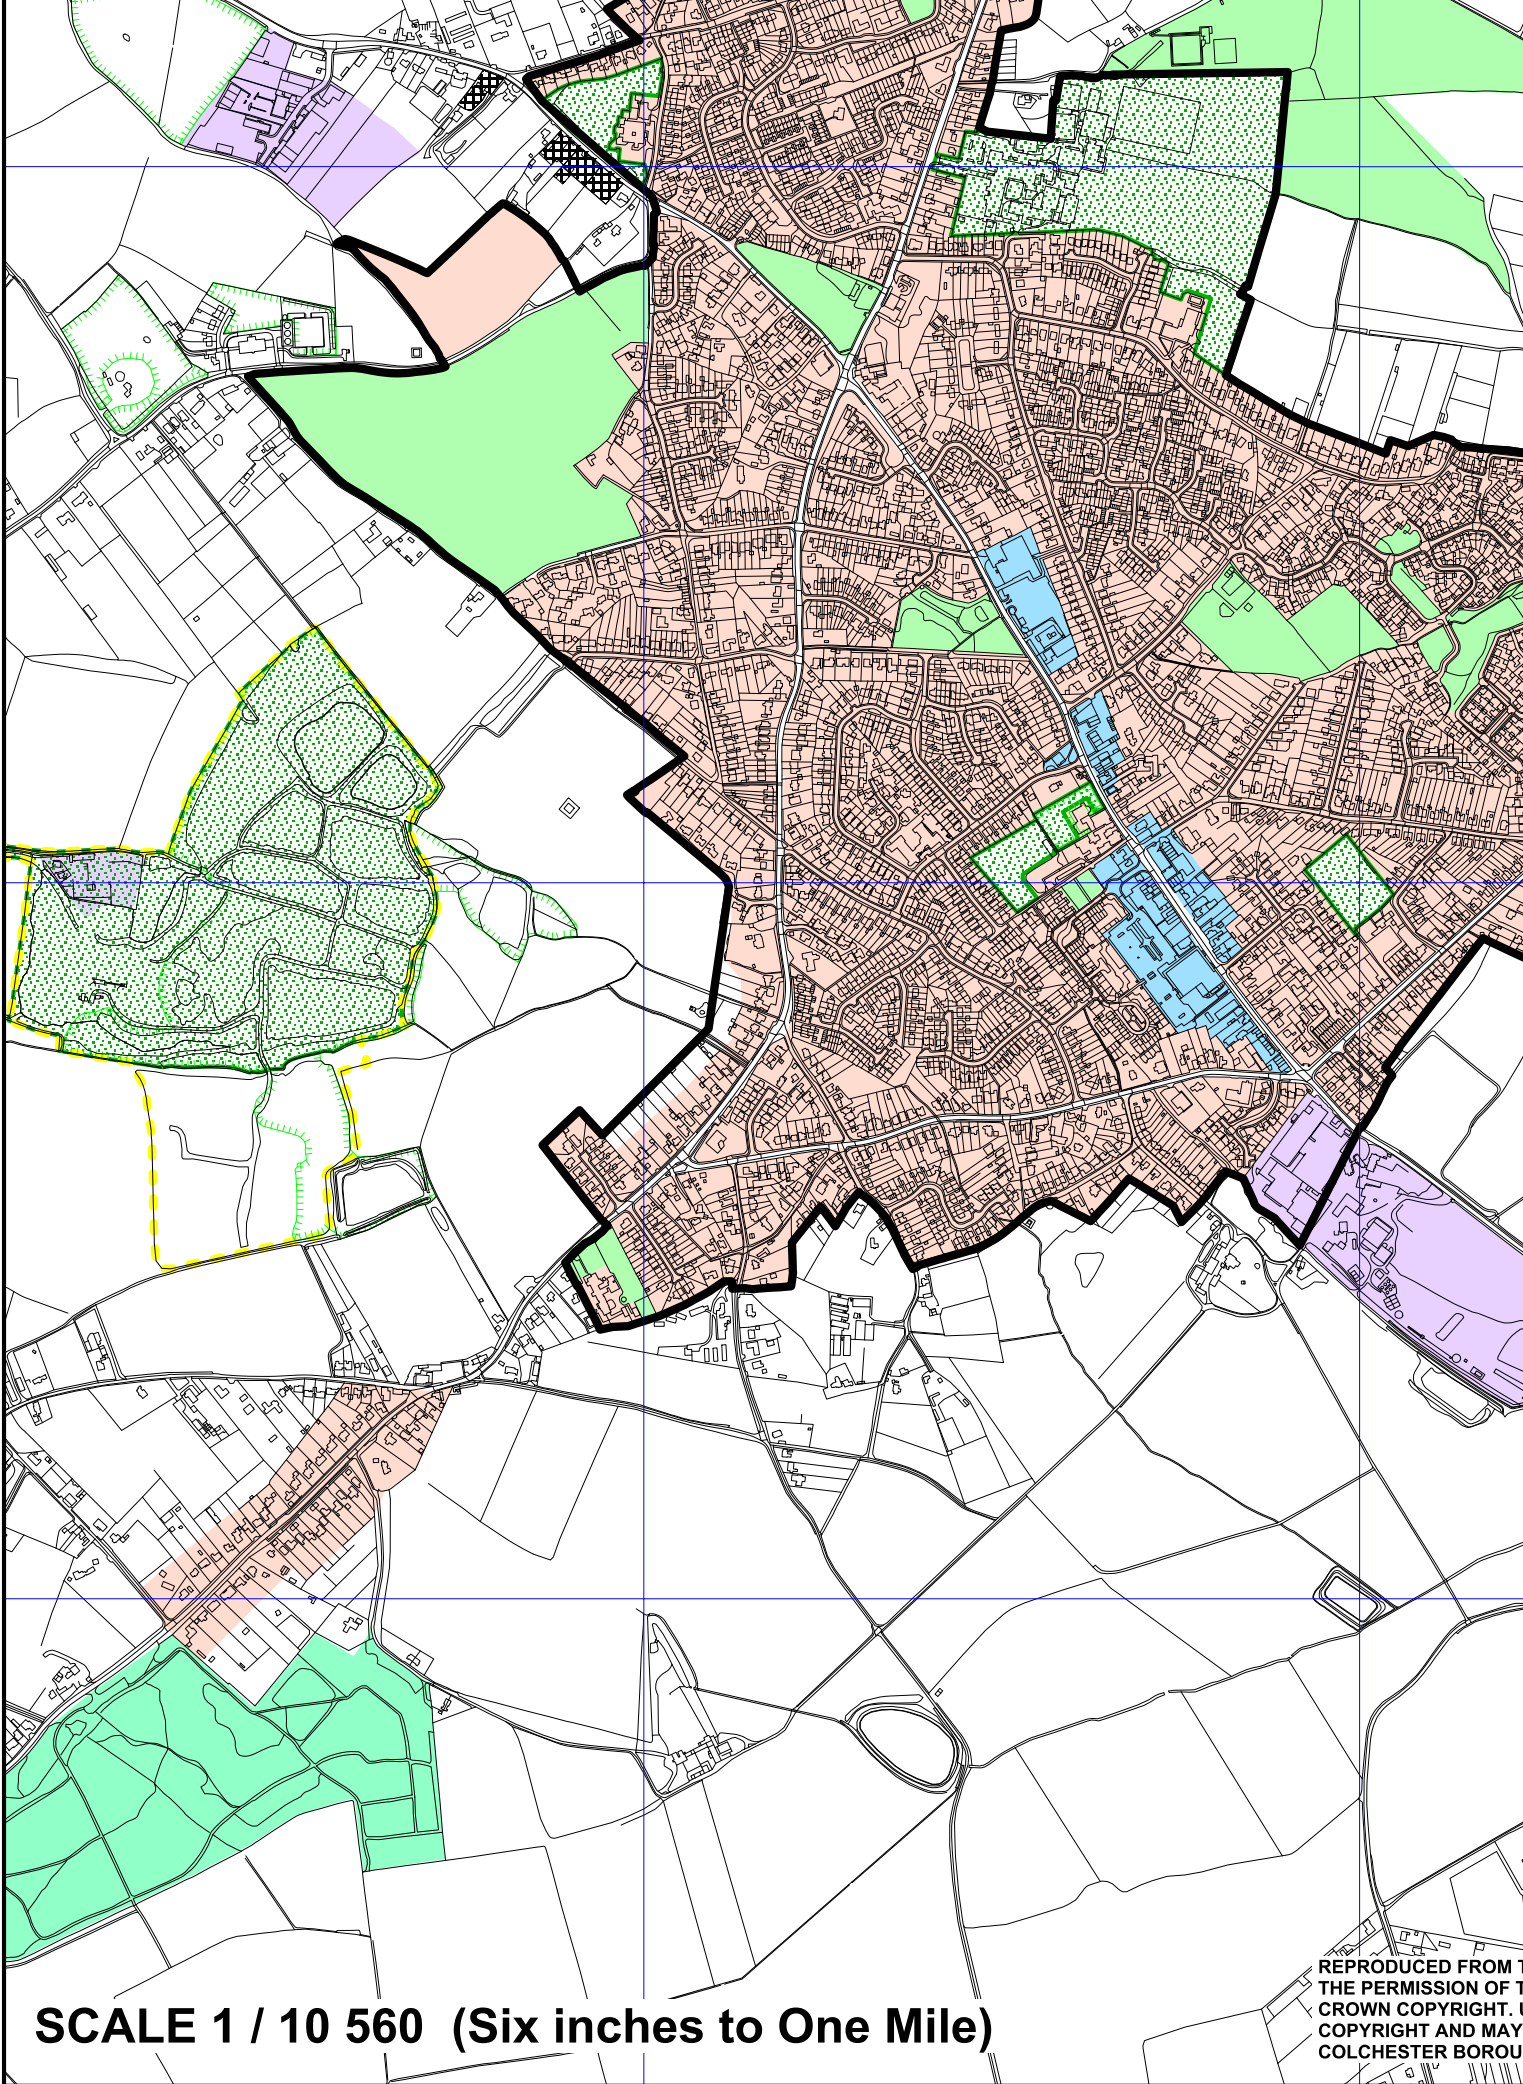 SCALE 1 / 10 560 (Six inches to One Mile)
REPRODUCED FROM
THE PERMISSION OF
CROWN COPYRIGHT.
COPYRIGHT AND MAY
COLCHESTER